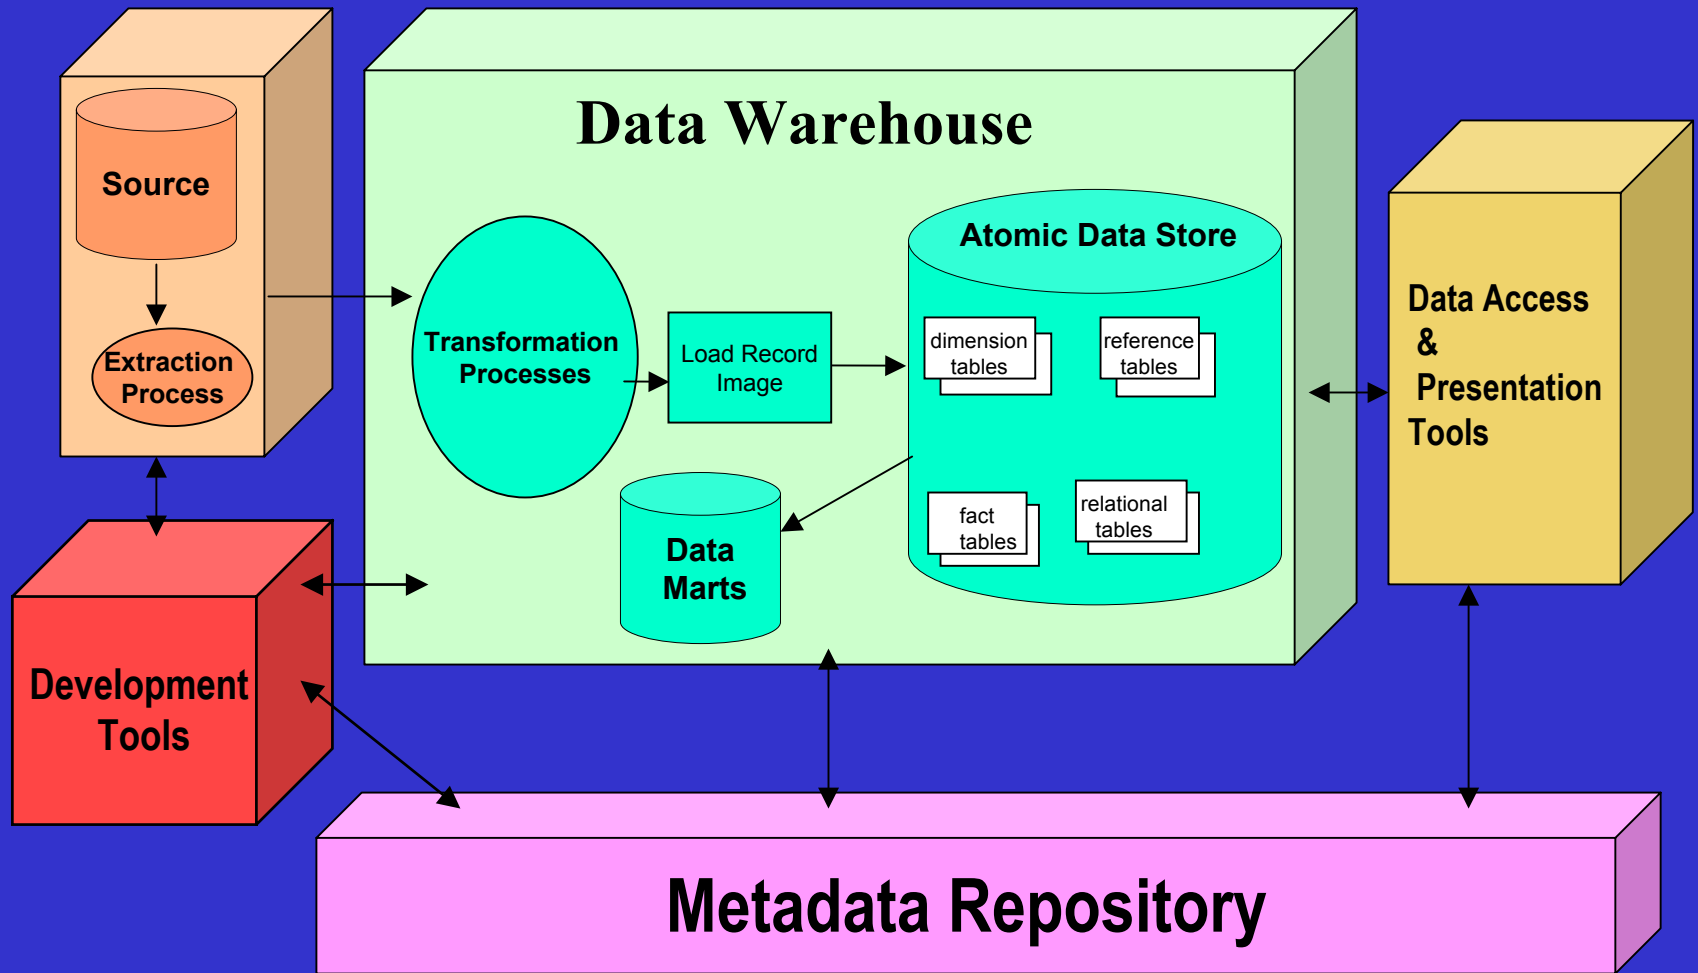 Data Warehouse
Source
Extraction
Process
Transformation
Processes
Load Record
Image
Atomic Data Store
dimension
tables
reference
tables
fact
tables
relational
tables
Data
Marts
Data Access
&
Presentation
Tools
Development
Tools
Metadata Repository